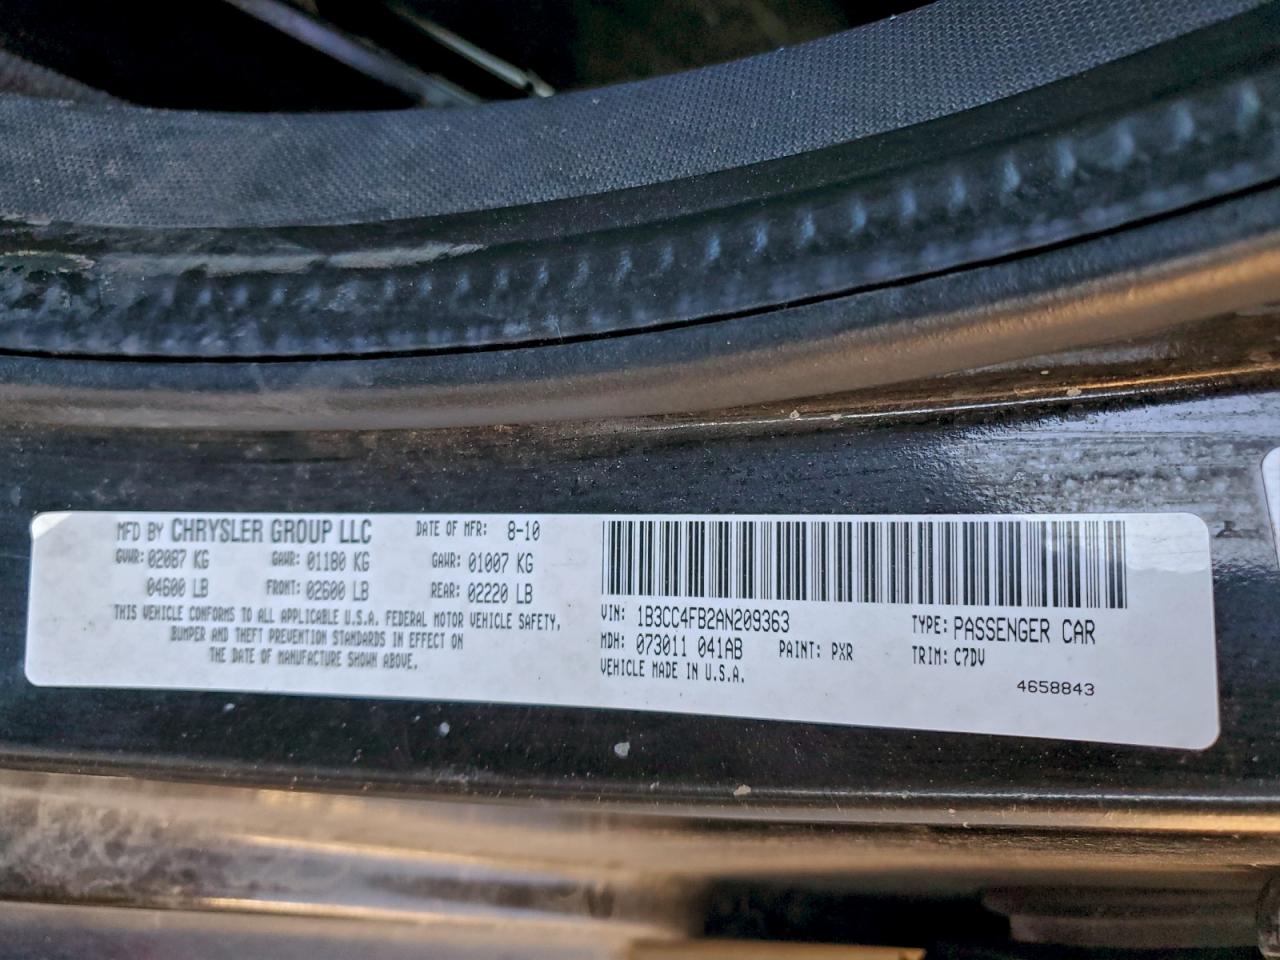 MFD BY CHRYSLER GROUP LLC DATE OF MFR: 8-10
GVWR: 02087 KG GAWR: 01180 KG GAWR: 01007 KG
04600 LB FRONT: 02600 LB REAR: 02220 LB
THIS VEHICLE CONFORMS TO ALL APPLICABLE U.S.A. FEDERAL MOTOR VEHICLE SAFETY,
BUMPER AND THEFT PREVENTION STANDARDS IN EFFECT ON
THE DATE OF MANUFACTURE SHOWN ABOVE.
VIN: 1B3CC4FB2AN209363 TYPE: PASSENGER CAR
MDH: 073011 041AB PAINT: PXR TRIM: C7DV
VEHICLE MADE IN U.S.A.
4658843